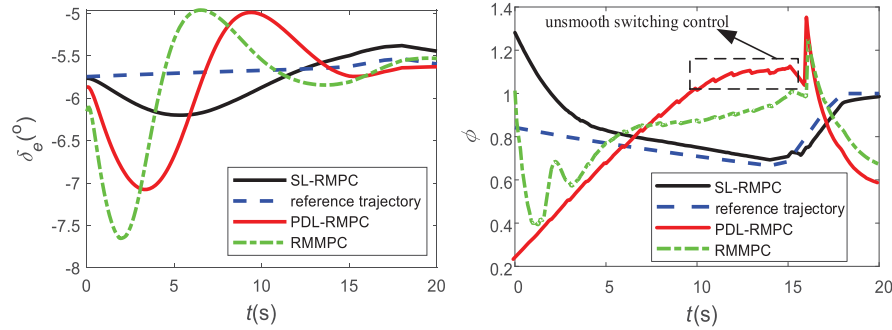 -5
-5.5
-6
-6.5
-7
-7.5
-8
δₑ(°)
0
5
10
15
20
t(s)
SL-RMPC
reference trajectory
PDL-RMPC
RMMPC
1.4
1.2
1.0
0.8
0.6
0.4
0.2
ϕ
unsmooth switching control
0
5
10
15
20
t(s)
SL-RMPC
reference trajectory
PDL-RMPC
RMMPC